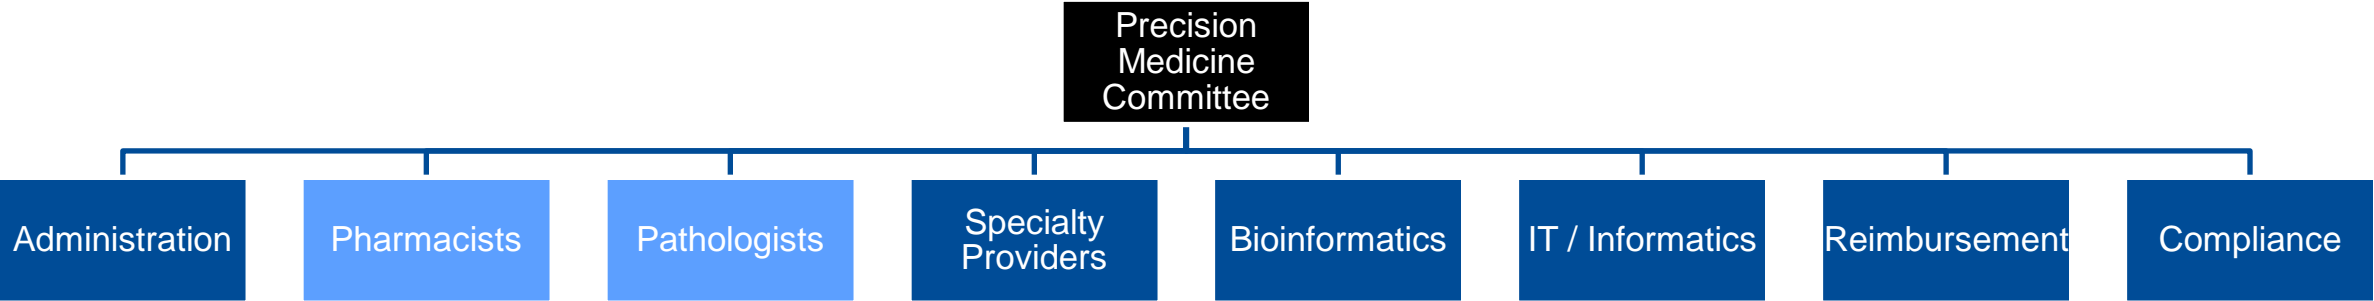 Precision
Medicine
Committee
Administration
Pharmacists
Pathologists
Specialty
Providers
Bioinformatics
IT / Informatics
Reimbursement
Compliance